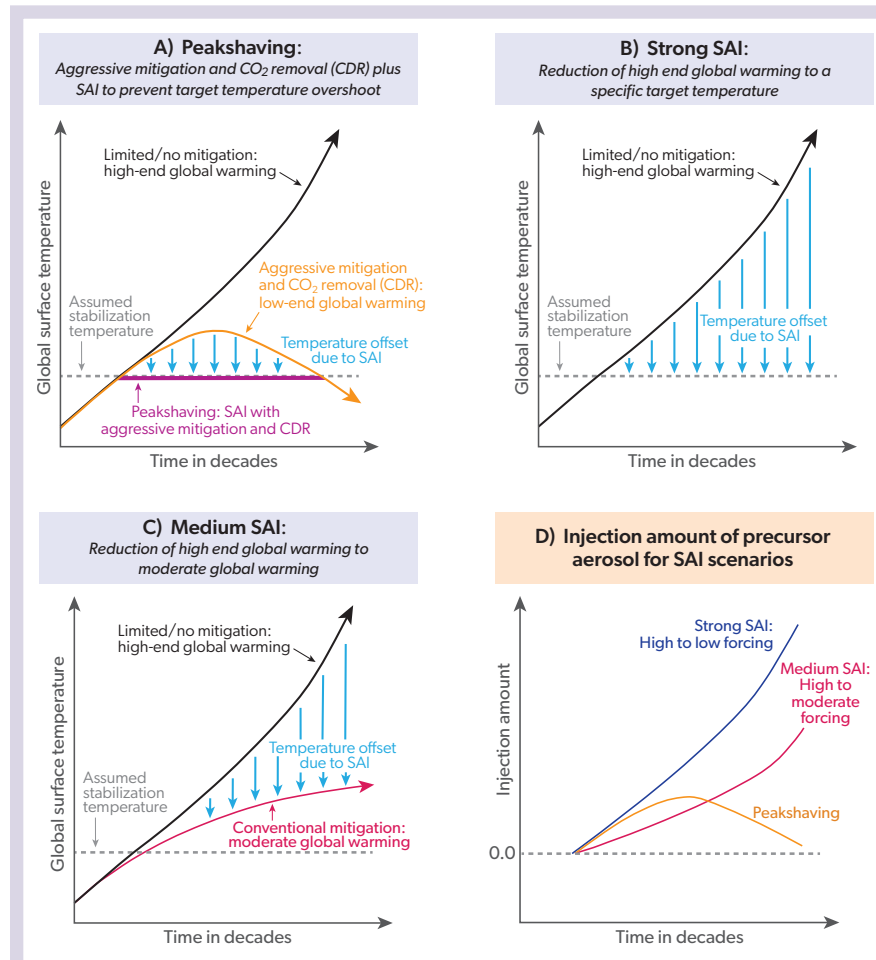 A) Peakshaving:
Aggressive mitigation and CO2 removal (CDR) plus
SAI to prevent target temperature overshoot
Global surface temperature
Limited/no mitigation:
high-end global warming
Aggressive mitigation
and CO2 removal (CDR):
low-end global warming
Assumed
stabilization
temperature
Temperature offset
due to SAI
Peakshaving: SAI with
aggressive mitigation and CDR
Time in decades
B) Strong SAI:
Reduction of high end global warming to a
specific target temperature
Global surface temperature
Limited/no mitigation:
high-end global warming
Assumed
stabilization
temperature
Temperature offset
due to SAI
Time in decades
C) Medium SAI:
Reduction of high end global warming to
moderate global warming
Global surface temperature
Limited/no mitigation:
high-end global warming
Temperature offset
due to SAI
Assumed
stabilization
temperature
Conventional mitigation:
moderate global warming
Time in decades
D) Injection amount of precursor
aerosol for SAI scenarios
Injection amount
Strong SAI:
High to low forcing
Medium SAI:
High to
moderate
forcing
Peakshaving
0.0
Time in decades